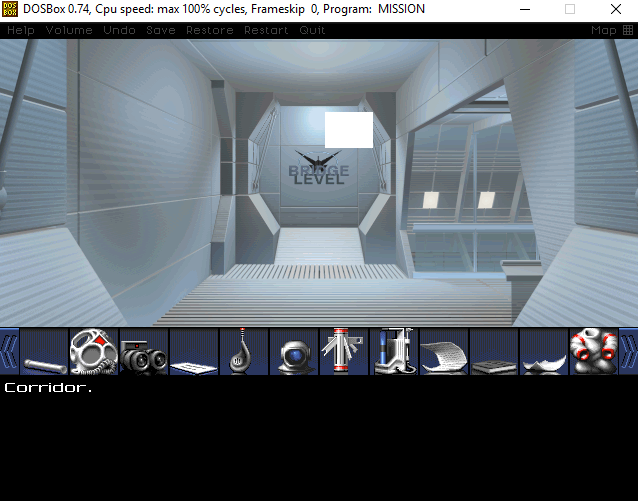 DOSBox 0.74, Cpu speed: max 100% cycles, Frameskip 0, Program: MISSION
Help Volume Undo Save Restore Restart Quit Map
BRIDGE
LEVEL
Corridor.